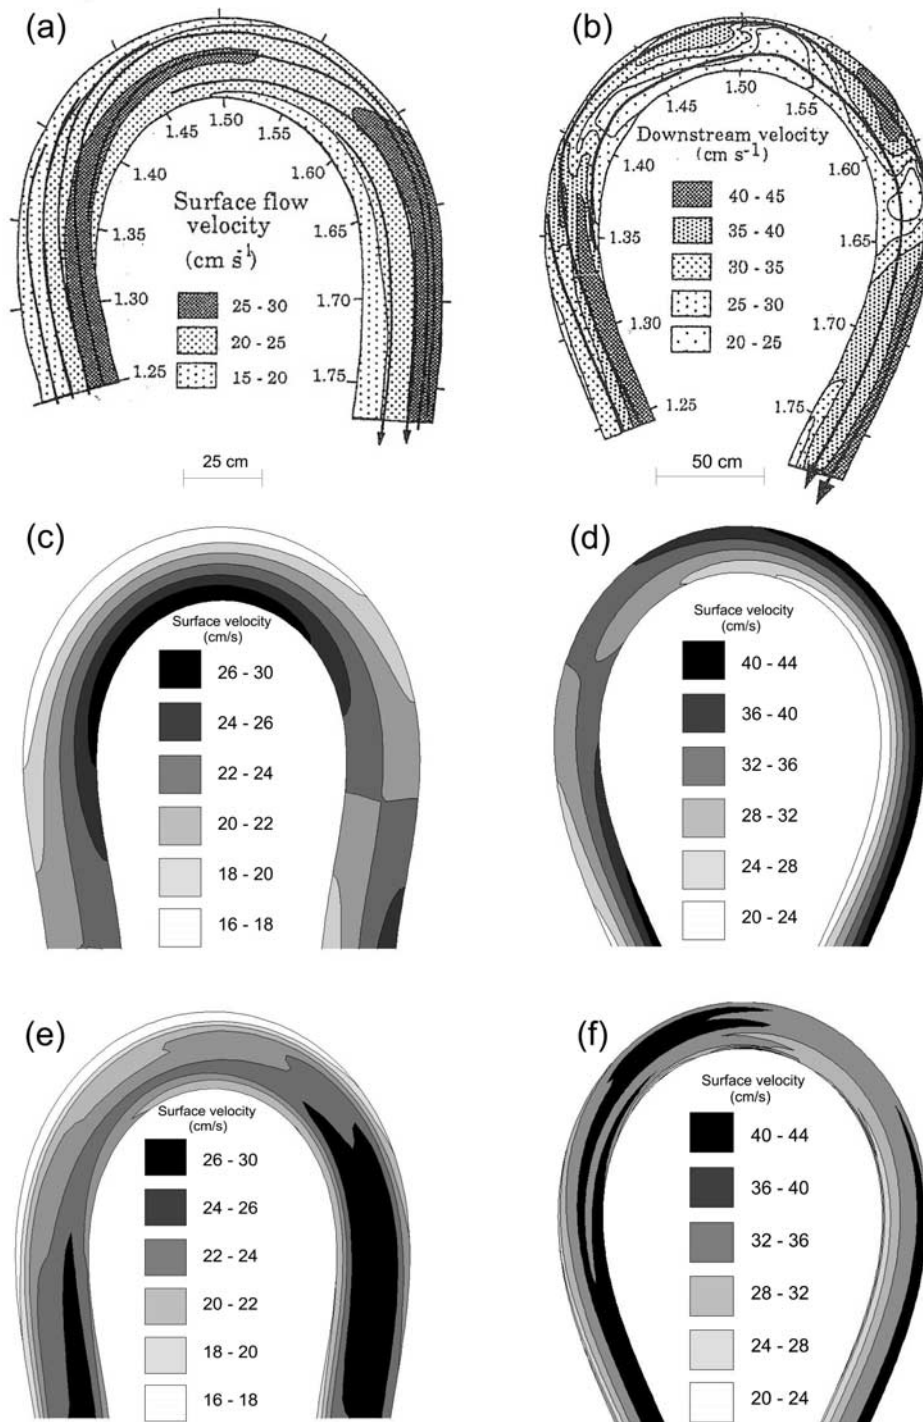 (a)
1.45
1.50
1.55
1.40
1.60
1.35
1.65
1.30
1.70
1.25
1.75
Surface flow
velocity
(cm s⁻¹)
25 - 30
20 - 25
15 - 20
25 cm
(b)
1.50
1.45
1.55
1.40
1.60
1.35
1.65
1.30
1.70
1.25
1.75
Downstream velocity
(cm s⁻¹)
40 - 45
35 - 40
30 - 35
25 - 30
20 - 25
50 cm
(c)
Surface velocity
(cm/s)
26 - 30
24 - 26
22 - 24
20 - 22
18 - 20
16 - 18
(d)
Surface velocity
(cm/s)
40 - 44
36 - 40
32 - 36
28 - 32
24 - 28
20 - 24
(e)
Surface velocity
(cm/s)
26 - 30
24 - 26
22 - 24
20 - 22
18 - 20
16 - 18
(f)
Surface velocity
(cm/s)
40 - 44
36 - 40
32 - 36
28 - 32
24 - 28
20 - 24